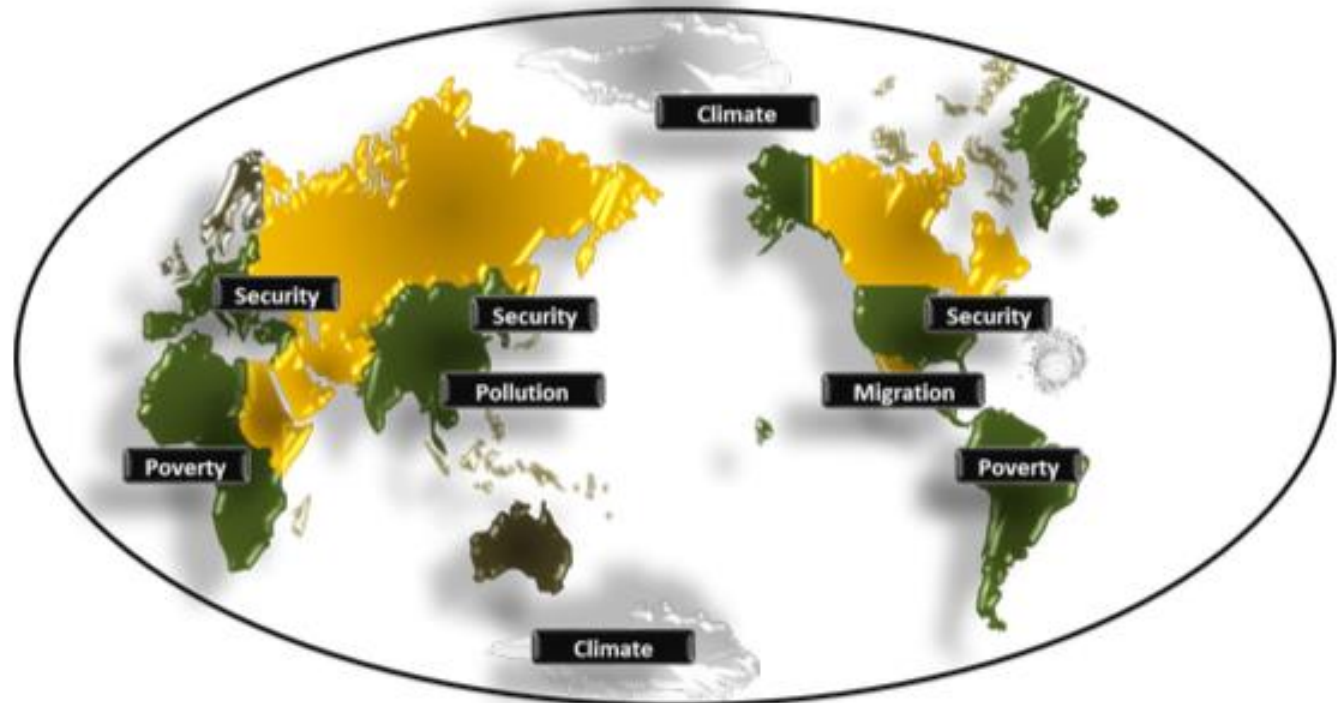 Climate
Security
Security
Security
Pollution
Migration
Poverty
Poverty
Climate